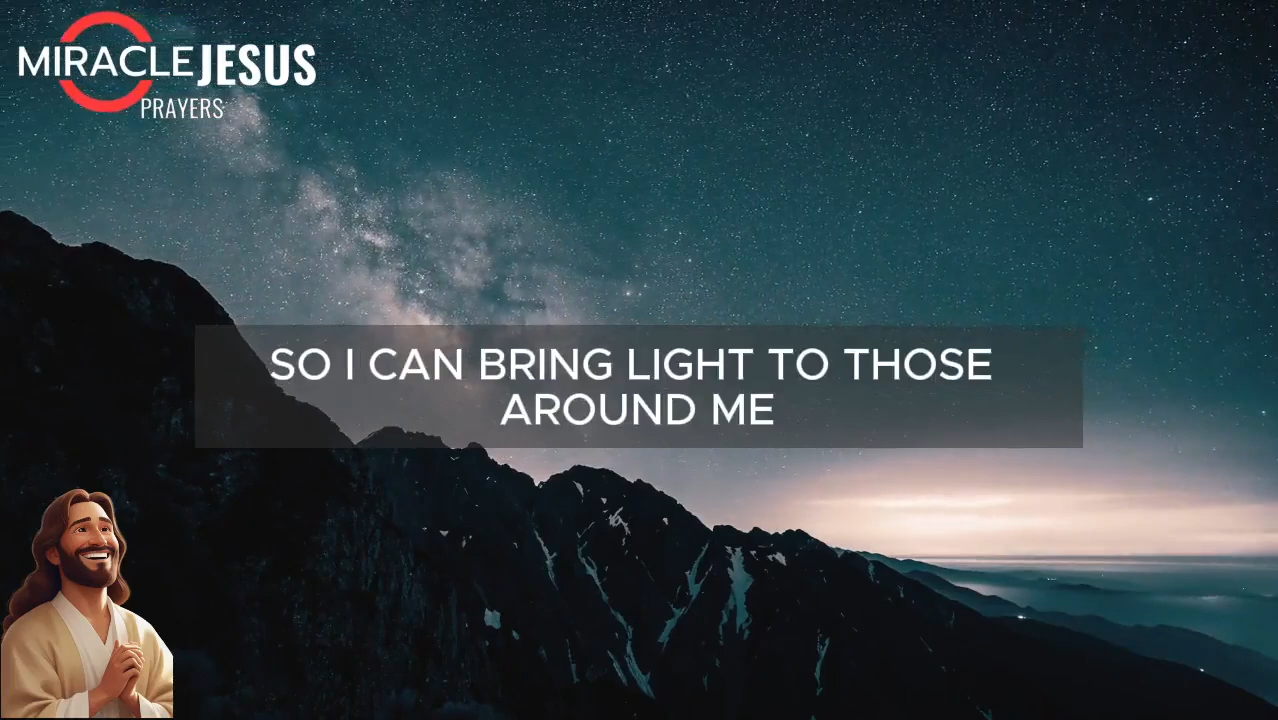 MIRACLE JESUS
PRAYERS
SO I CAN BRING LIGHT TO THOSE
AROUND ME